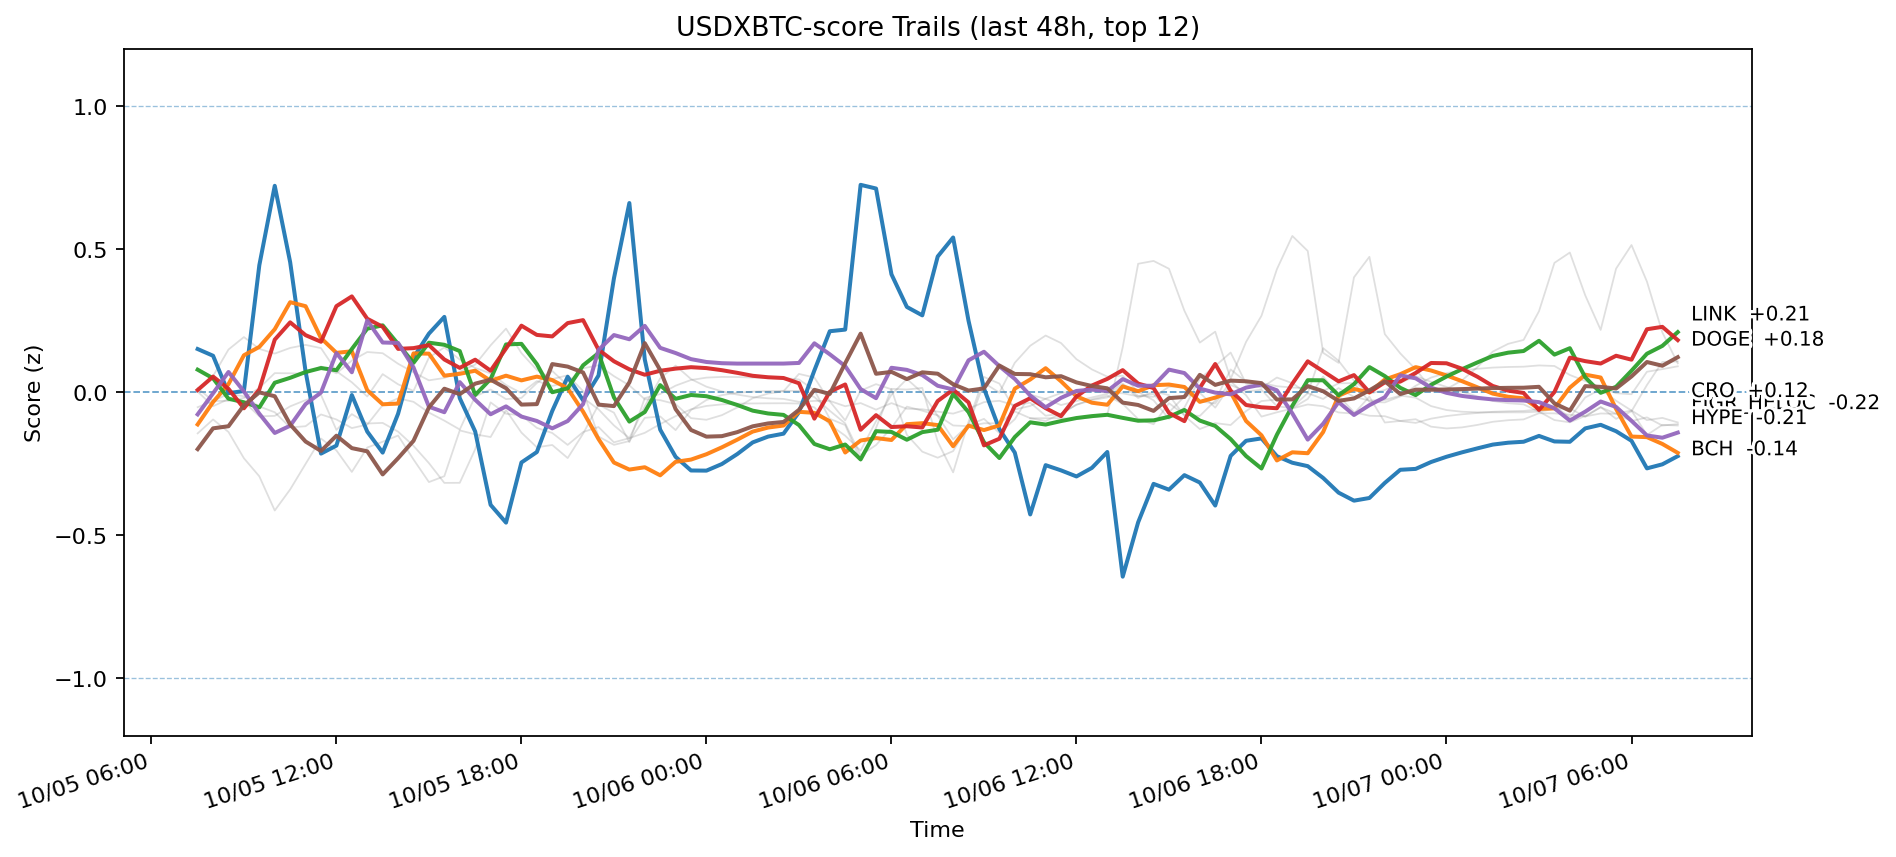 USDXBTC-score Trails (last 48h, top 12)
Score (z)
1.0
0.5
0.0
−0.5
−1.0
LINK +0.21
DOGE +0.18
CRO +0.12
-0.22
HYPE -0.21
BCH -0.14
10/05 06:00
10/05 12:00
10/05 18:00
10/06 00:00
10/06 06:00
10/06 12:00
10/06 18:00
10/07 00:00
10/07 06:00
Time